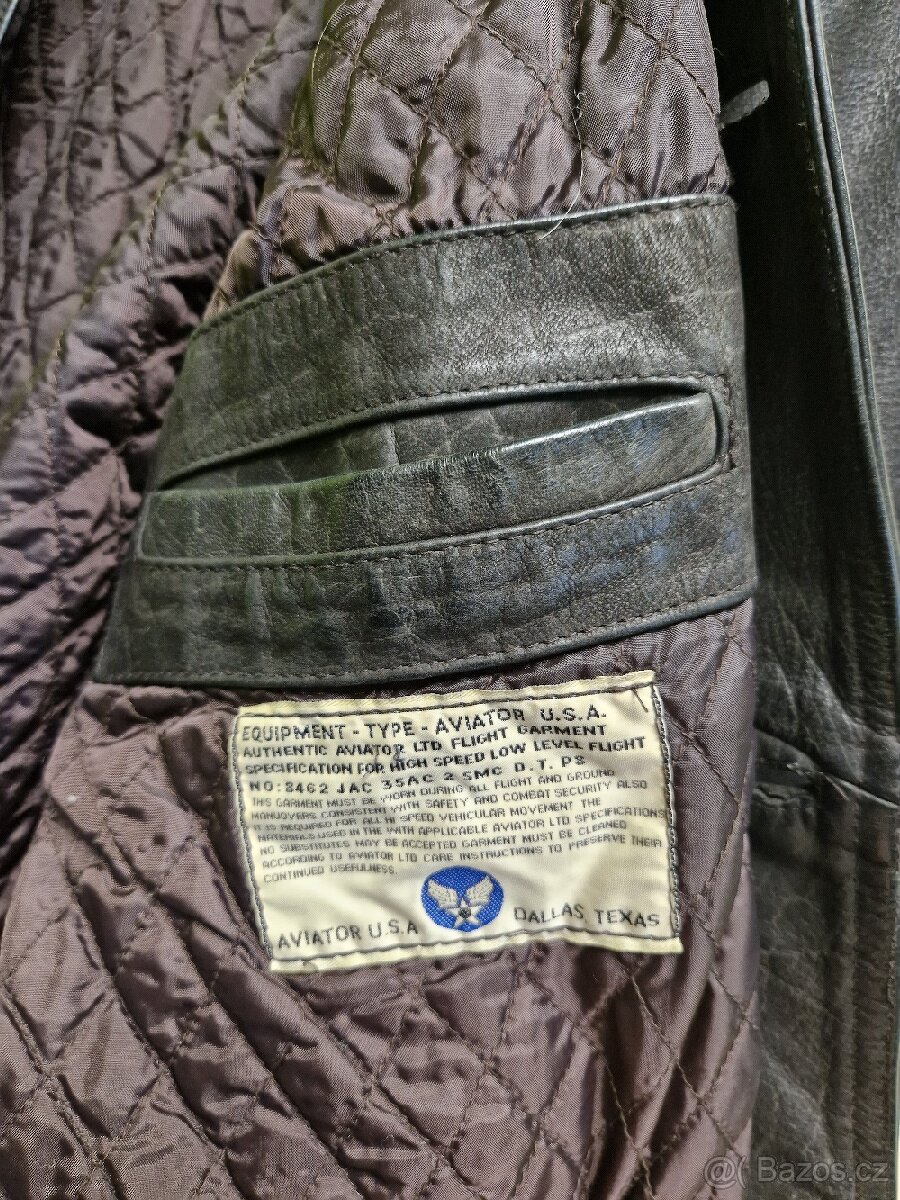 EQUIPMENT - TYPE - AVIATOR U.S.A.
AUTHENTIC AVIATOR LTD FLIGHT GARMENT
SPECIFICATION FOR HIGH SPEED LOW LEVEL FLIGHT
NO: 8462 JAC 35AC 2 5MC D.T. PS
THIS GARMENT MUST BE WORN DURING ALL FLIGHT AND GROUND
MANUOVERS CONSISTENT WITH SAFETY AND COMBAT SECURITY ALSO
IT IS REQUIRED FOR ALL HI SPEED VEHICULAR MOVEMENT THE
MATERIALS USED IN THE WITH APPLICABLE AVIATOR LTD SPECIFICATIONS
NO SUBSTITUTES MAY BE ACCEPTED GARMENT MUST BE CLEANED
ACCORDING TO AVIATOR LTD CARE INSTRUCTIONS TO PRESERVE THEIR
CONTINUED USEFULNESS.
AVIATOR U.S.A DALLAS, TEXAS
@ Bazos.cz